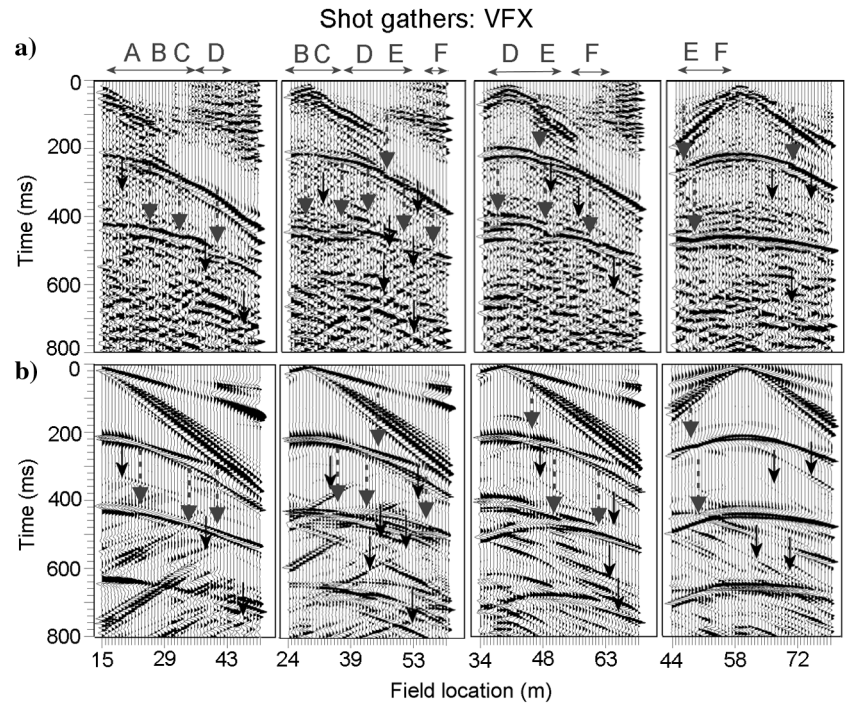 Shot gathers: VFX
a)
A B C D
B C D E F
D E F
E F
0
200
400
600
800
Time (ms)
b)
0
200
400
600
800
Time (ms)
15 29 43
24 39 53
34 48 63
44 58 72
Field location (m)